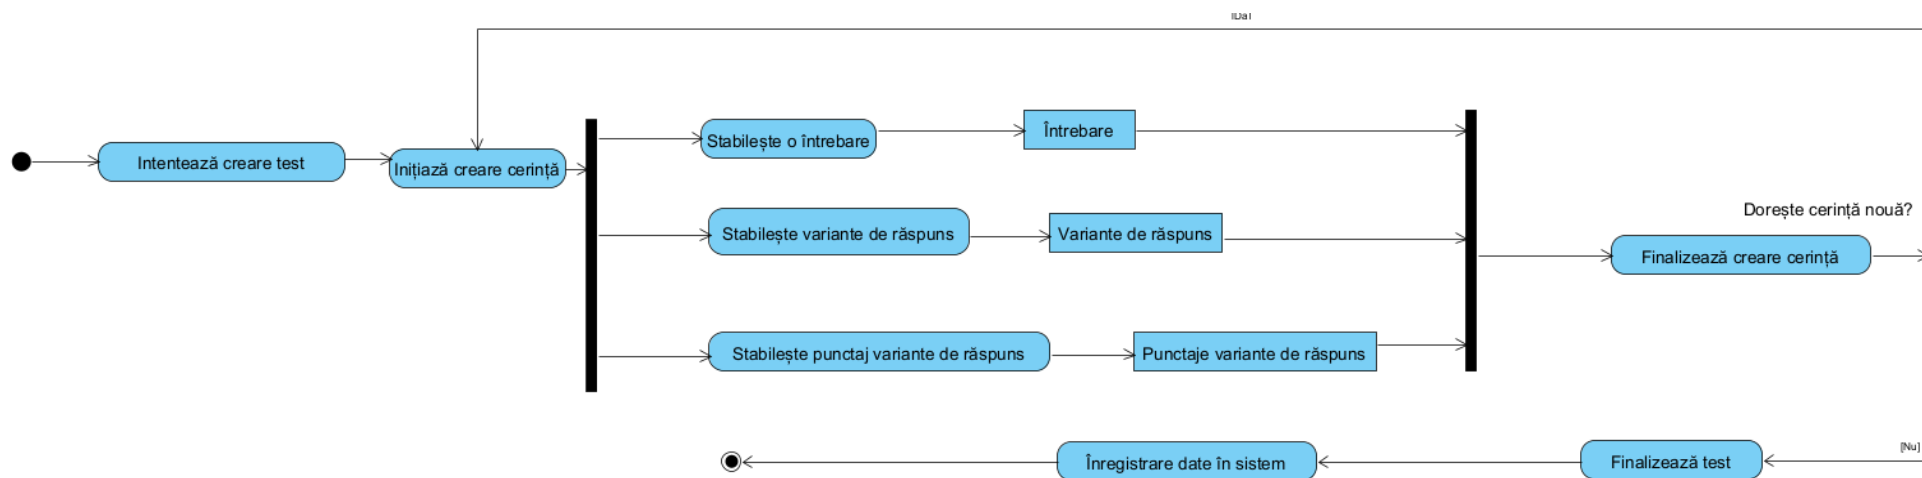 [Da]
Stabilește o întrebare
Întrebare
Intentează creare test
Inițiază creare cerință
Dorește cerință nouă?
Stabilește variante de răspuns
Variante de răspuns
Finalizează creare cerință
Stabilește punctaj variante de răspuns
Punctaje variante de răspuns
[Nu]
Înregistrare date în sistem
Finalizează test